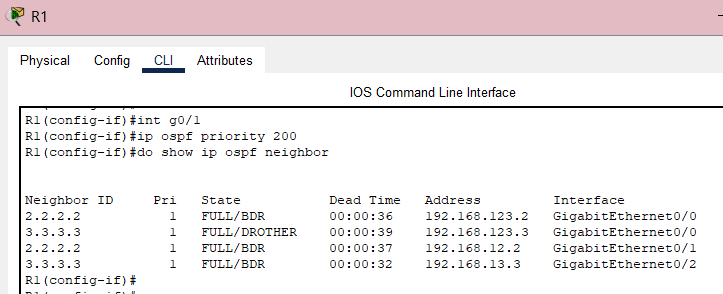 R1
Physical Config CLI Attributes
IOS Command Line Interface
R1(config-if)#int g0/1
R1(config-if)#ip ospf priority 200
R1(config-if)#do show ip ospf neighbor
Neighbor ID Pri State Dead Time Address Interface
2.2.2.2 1 FULL/BDR 00:00:36 192.168.123.2 GigabitEthernet0/0
3.3.3.3 1 FULL/DROTHER 00:00:39 192.168.123.3 GigabitEthernet0/0
2.2.2.2 1 FULL/BDR 00:00:37 192.168.12.2 GigabitEthernet0/1
3.3.3.3 1 FULL/BDR 00:00:32 192.168.13.3 GigabitEthernet0/2
R1(config-if)#